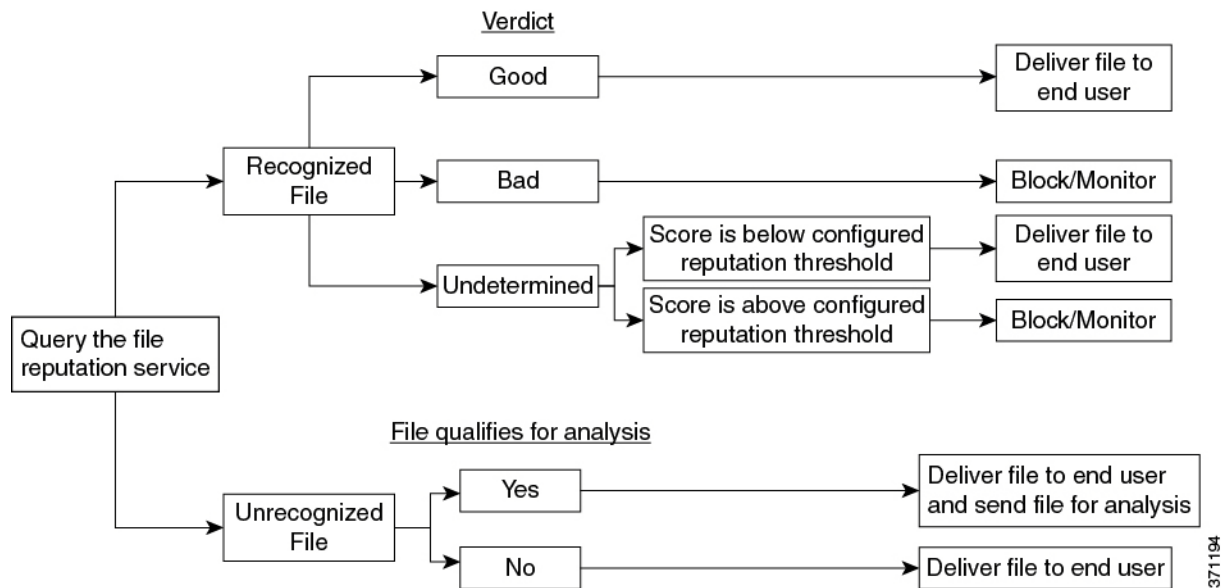 Verdict
Good
Deliver file to
end user
Recognized
File
Bad
Block/Monitor
Undetermined
Score is below configured
reputation threshold
Deliver file to
end user
Score is above configured
reputation threshold
Block/Monitor
Query the file
reputation service
File qualifies for analysis
Unrecognized
File
Yes
Deliver file to end user
and send file for analysis
No
Deliver file to end user
371194